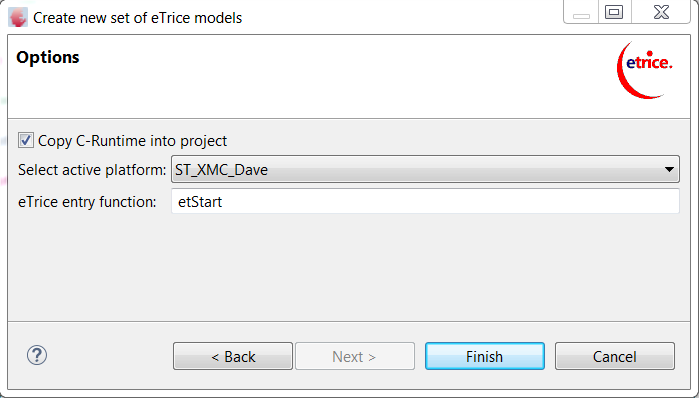 Create new set of eTrice models
Options
etrice.
Copy C-Runtime into project
Select active platform: ST_XMC_Dave
eTrice entry function: etStart
? < Back Next > Finish Cancel